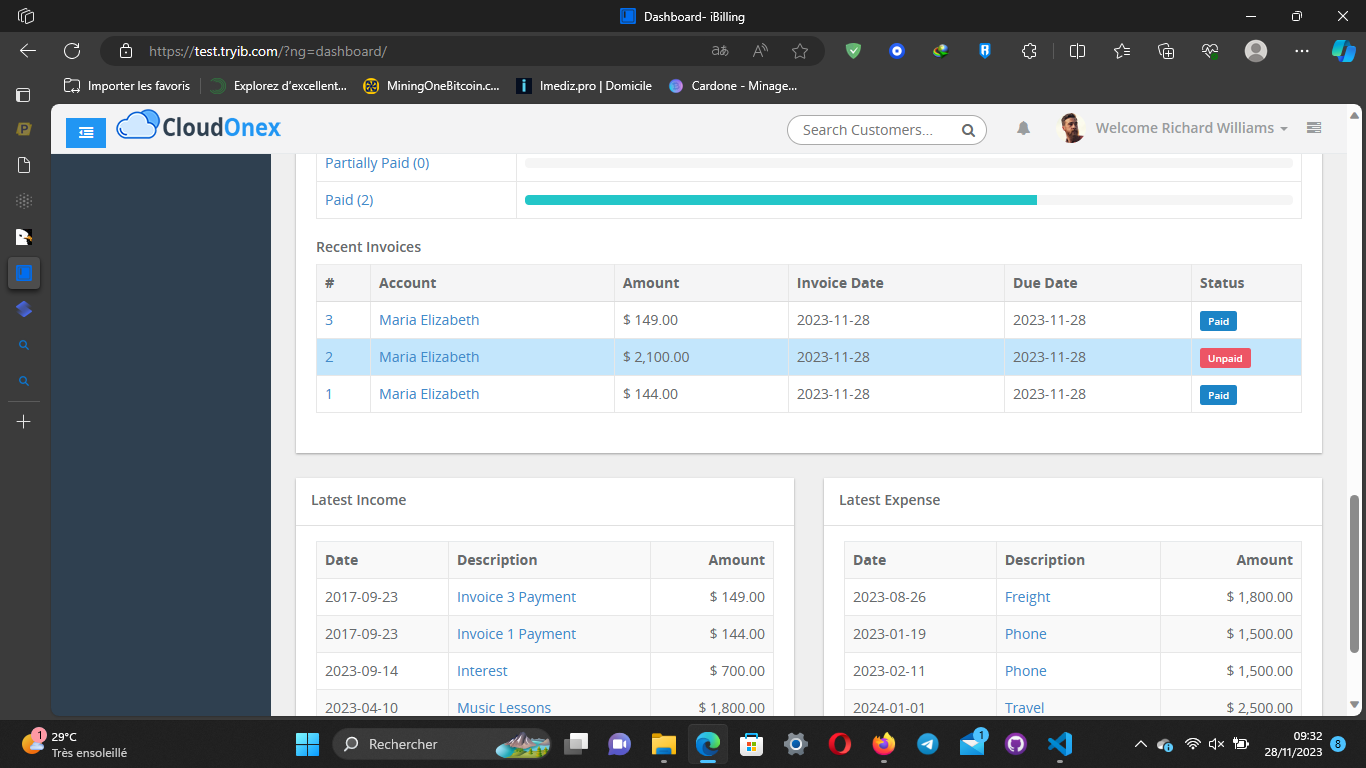 Dashboard- iBilling
https://test.tryib.com/?ng=dashboard/
Importer les favoris Explorez d'excellent... MiningOneBitcoin.c... Imediz.pro | Domicile Cardone - Minage...
CloudOnex Search Customers... Welcome Richard Williams
Partially Paid (0)
Paid (2)
Recent Invoices
# Account Amount Invoice Date Due Date Status
3 Maria Elizabeth $ 149.00 2023-11-28 2023-11-28 Paid
2 Maria Elizabeth $ 2,100.00 2023-11-28 2023-11-28 Unpaid
1 Maria Elizabeth $ 144.00 2023-11-28 2023-11-28 Paid
Latest Income
Date Description Amount
2017-09-23 Invoice 3 Payment $ 149.00
2017-09-23 Invoice 1 Payment $ 144.00
2023-09-14 Interest $ 700.00
2023-04-10 Music Lessons $ 1,800.00
Latest Expense
Date Description Amount
2023-08-26 Freight $ 1,800.00
2023-01-19 Phone $ 1,500.00
2023-02-11 Phone $ 1,500.00
2024-01-01 Travel $ 2,500.00
1 29°C
Très ensoleillé
Rechercher
1
09:32
28/11/2023
8